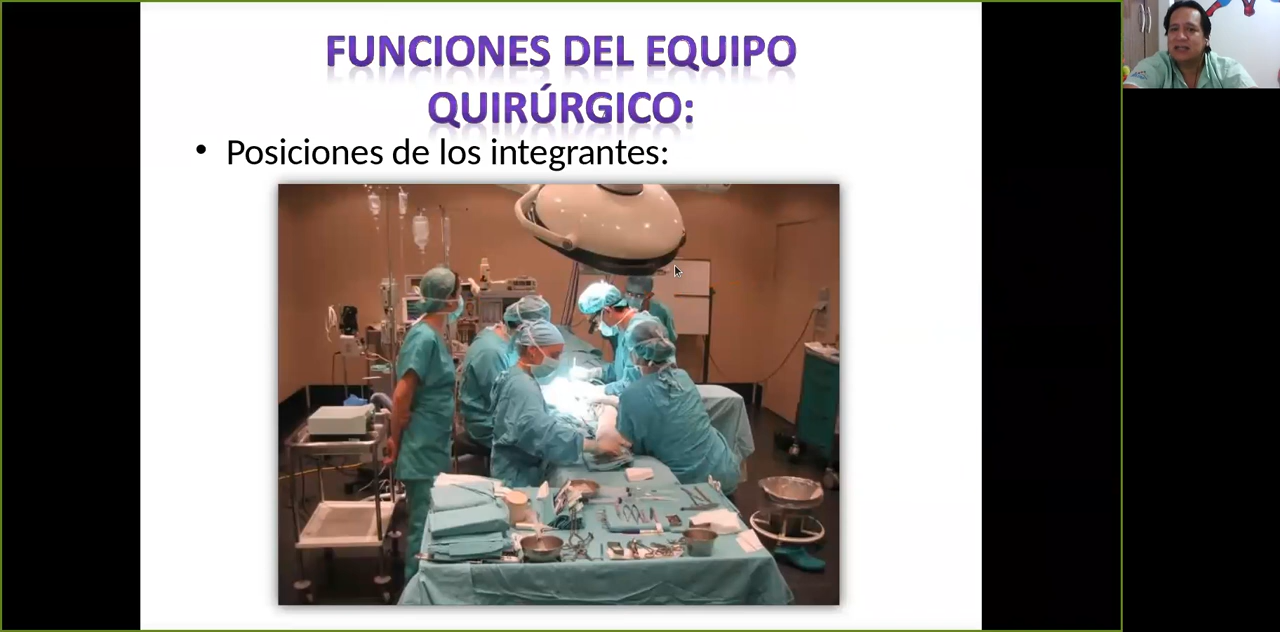 FUNCIONES DEL EQUIPO
QUIRÚRGICO:
• Posiciones de los integrantes: